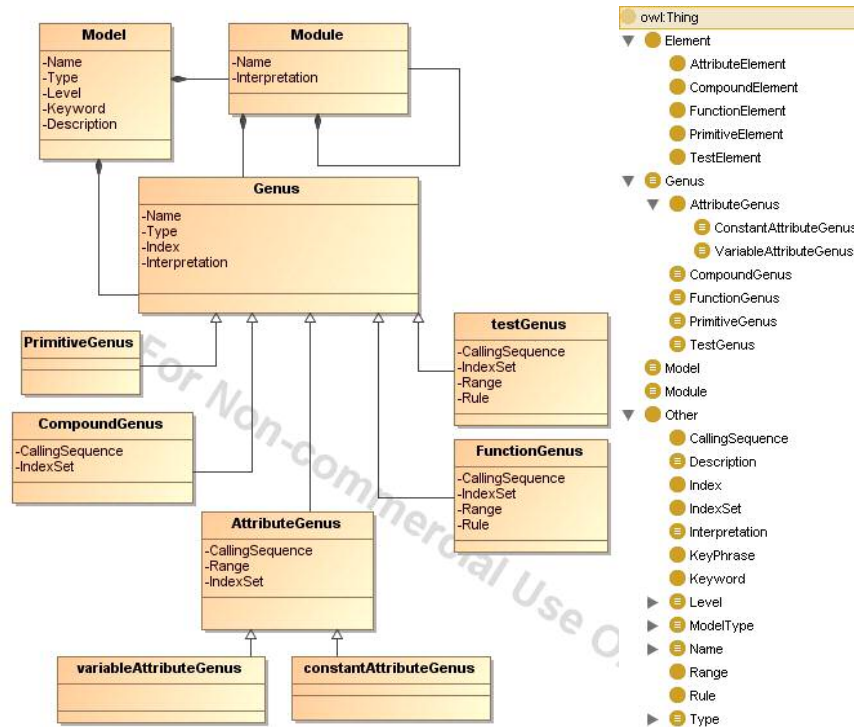 Model
-Name
-Type
-Level
-Keyword
-Description
Module
-Name
-Interpretation
Genus
-Name
-Type
-Index
-Interpretation
PrimitiveGenus
CompoundGenus
-CallingSequence
-IndexSet
testGenus
-CallingSequence
-IndexSet
-Range
-Rule
FunctionGenus
-CallingSequence
-IndexSet
-Range
-Rule
AttributeGenus
-CallingSequence
-Range
-IndexSet
variableAttributeGenus
constantAttributeGenus
For Non-commercial Use O
owl:Thing
Element
AttributeElement
CompoundElement
FunctionElement
PrimitiveElement
TestElement
Genus
AttributeGenus
ConstantAttributeGenus
VariableAttributeGenus
CompoundGenus
FunctionGenus
PrimitiveGenus
TestGenus
Model
Module
Other
CallingSequence
Description
Index
IndexSet
Interpretation
KeyPhrase
Keyword
Level
ModelType
Name
Range
Rule
Type